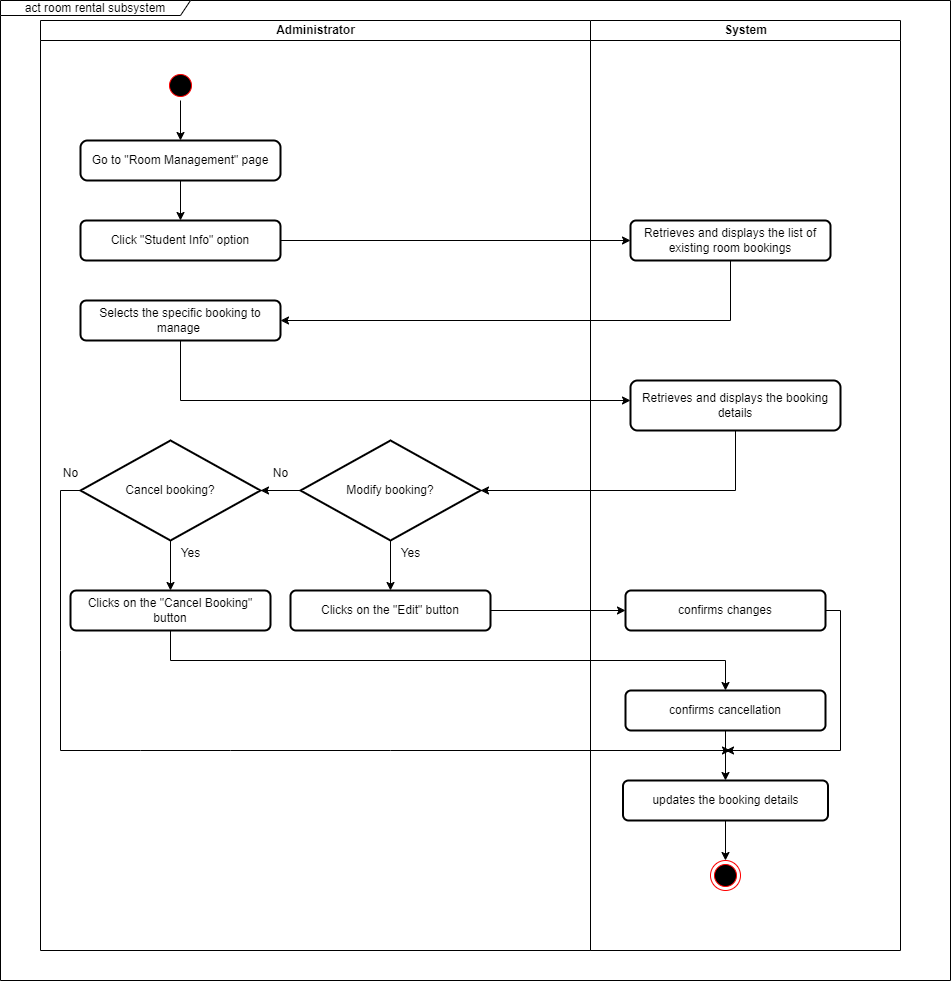 act room rental subsystem
Administrator
System
Go to "Room Management" page
Click "Student Info" option
Retrieves and displays the list of
existing room bookings
Selects the specific booking to
manage
Retrieves and displays the booking
details
No
Cancel booking?
No
Modify booking?
Yes
Yes
Clicks on the "Cancel Booking"
button
Clicks on the "Edit" button
confirms changes
confirms cancellation
updates the booking details